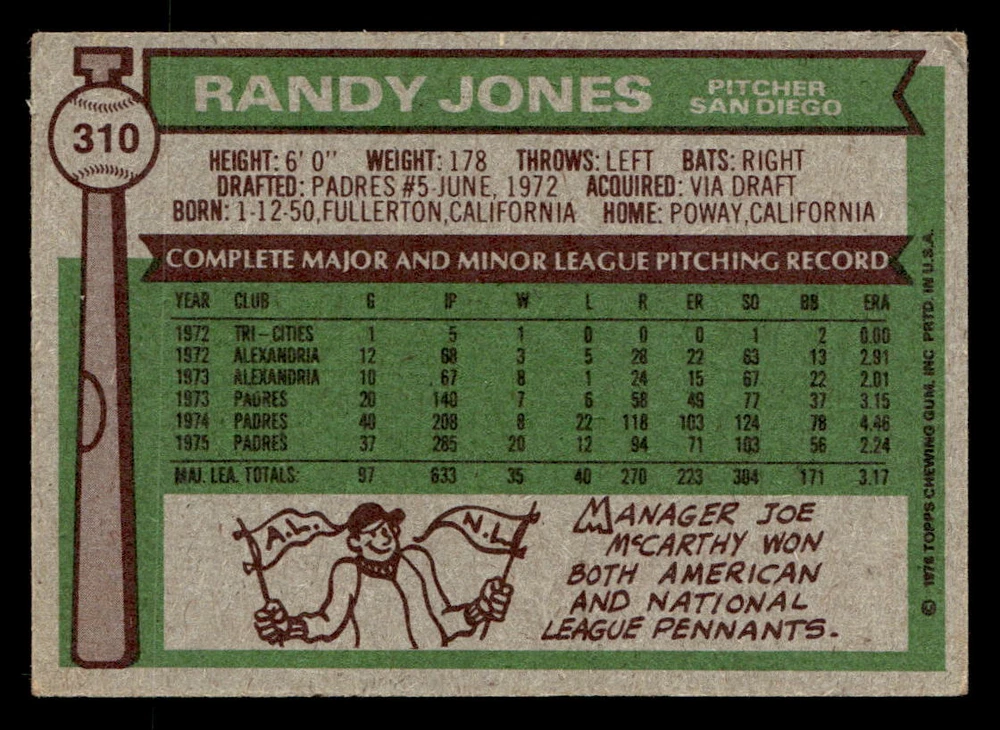 310
RANDY JONES
PITCHER
SAN DIEGO
HEIGHT: 6' 0" WEIGHT: 178 THROWS: LEFT BATS: RIGHT
DRAFTED: PADRES #5 JUNE, 1972 ACQUIRED: VIA DRAFT
BORN: 1-12-50, FULLERTON, CALIFORNIA HOME: POWAY, CALIFORNIA
COMPLETE MAJOR AND MINOR LEAGUE PITCHING RECORD
YEAR CLUB G IP W L R ER SO BB ERA
1972 TRI-CITIES 1 5 1 0 0 0 1 2 0.00
1972 ALEXANDRIA 12 68 3 5 28 22 63 13 2.91
1973 ALEXANDRIA 10 67 8 1 24 15 67 22 2.01
1973 PADRES 20 140 7 6 58 49 77 37 3.15
1974 PADRES 40 208 8 22 118 103 124 78 4.46
1975 PADRES 37 285 20 12 94 71 103 56 2.24
MAJ. LEA. TOTALS: 97 633 35 40 270 223 304 171 3.17
A.L.
N.L.
MANAGER JOE
McCARTHY WON
BOTH AMERICAN
AND NATIONAL
LEAGUE PENNANTS.
© 1976 TOPPS CHEWING GUM, INC PRTD. IN U.S.A.